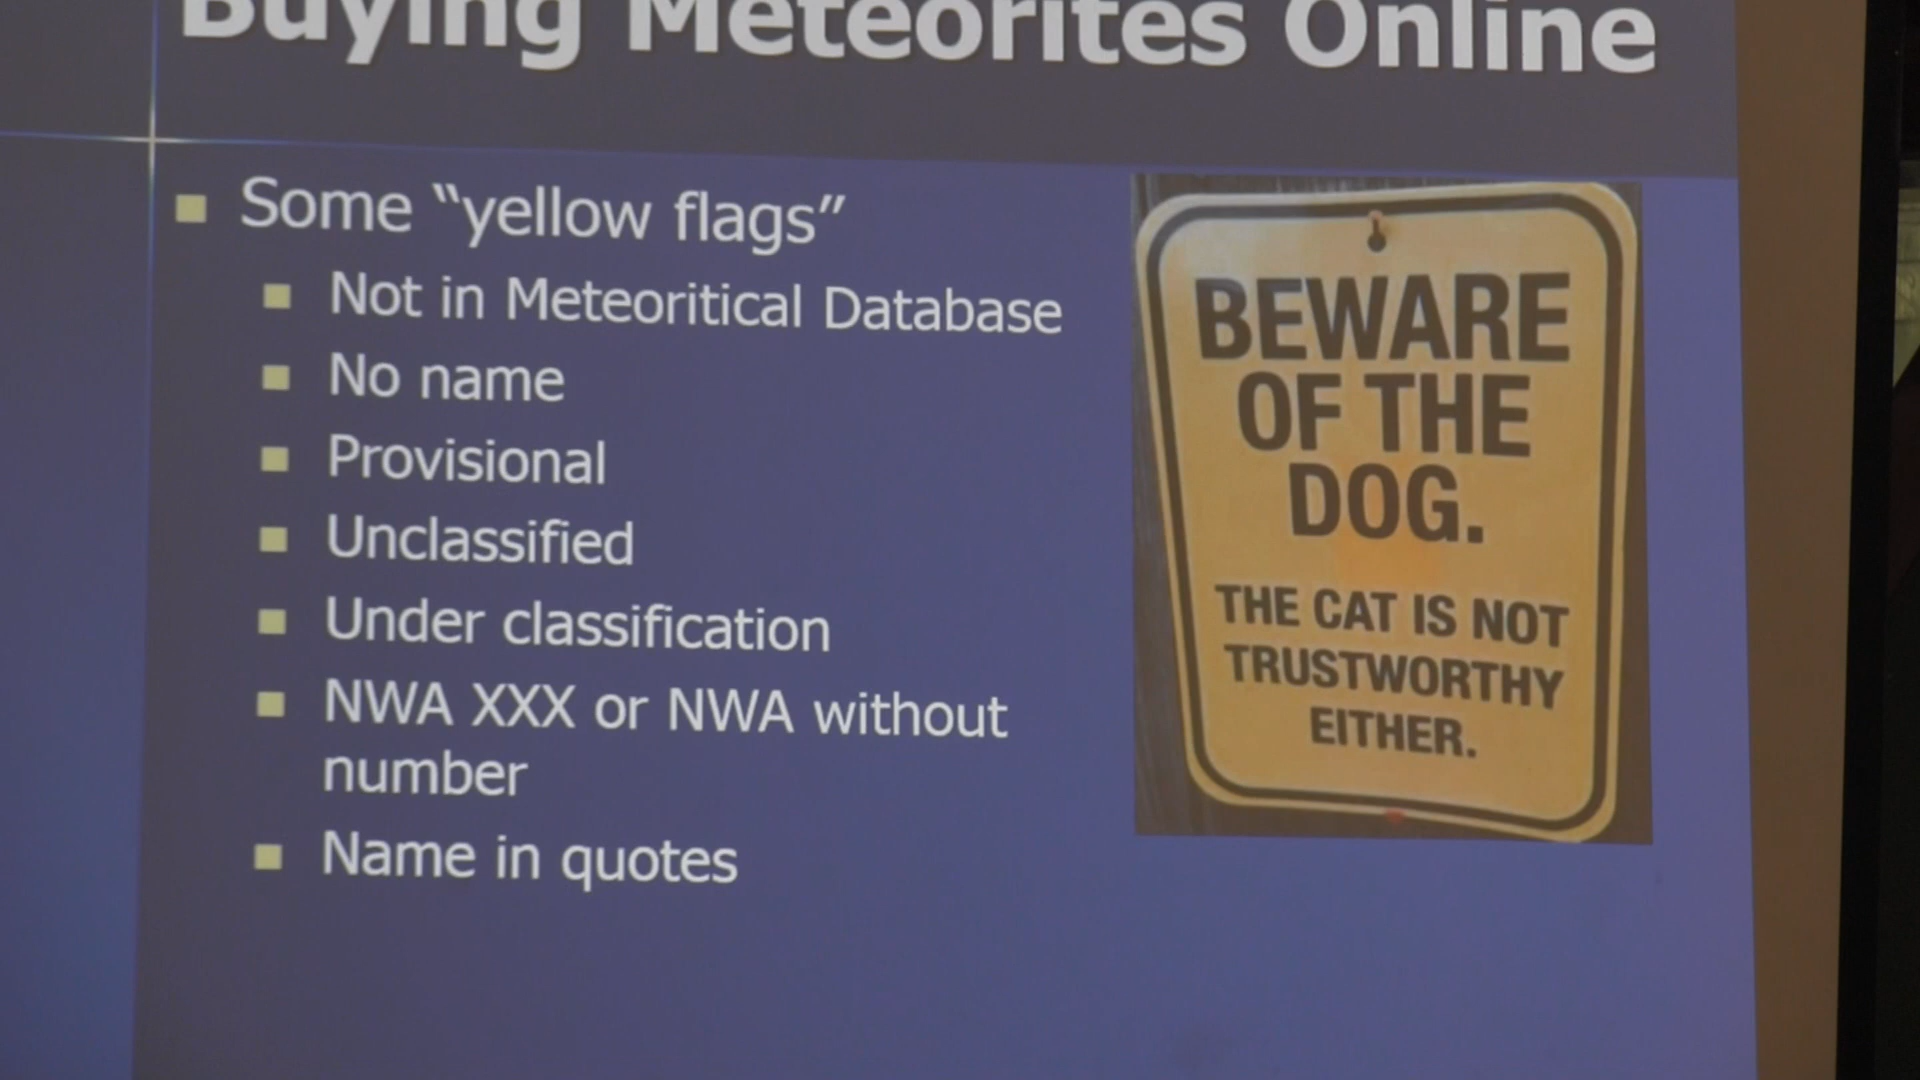 Buying Meteorites Online
Some “yellow flags”
Not in Meteoritical Database
No name
Provisional
Unclassified
Under classification
NWA XXX or NWA without
number
Name in quotes
BEWARE
OF THE
DOG.
THE CAT IS NOT
TRUSTWORTHY
EITHER.